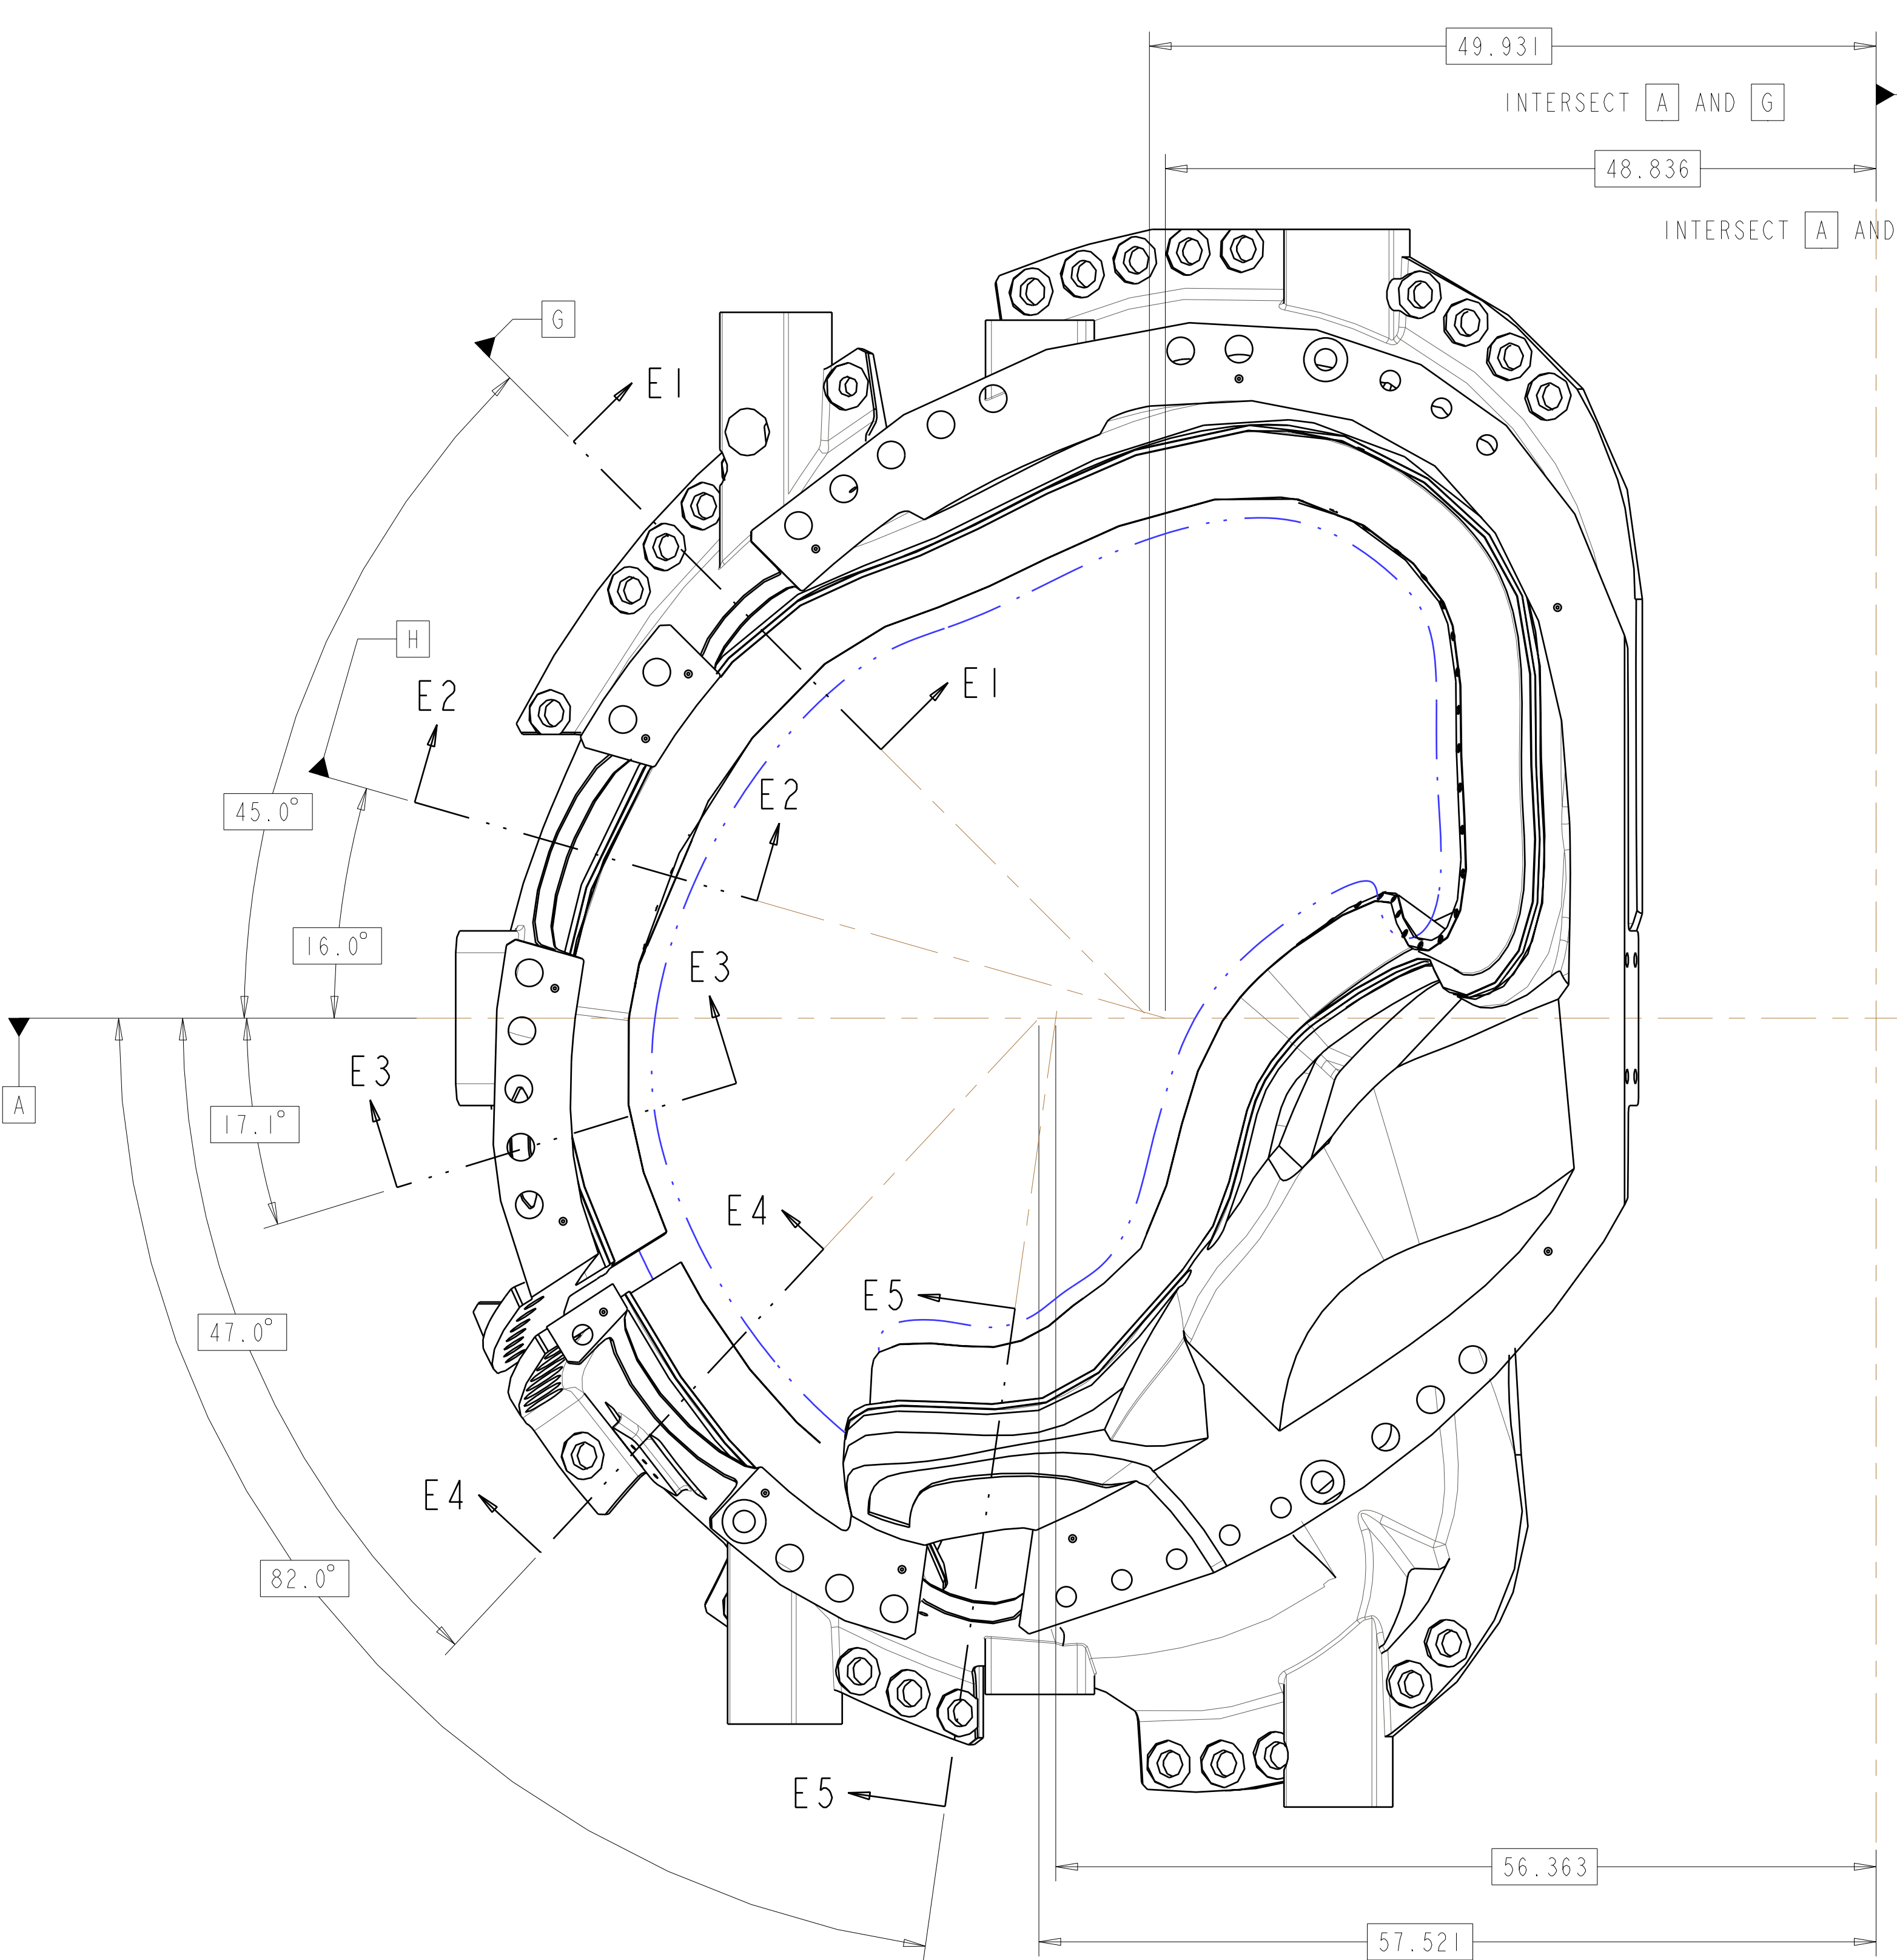 49.931
INTERSECT A AND G
48.836
INTERSECT A AND
G
E1
H
E2
E1
E2
45.0°
16.0°
E3
E3
A
17.1°
E4
E5
47.0°
E4
82.0°
E5
56.363
57.521